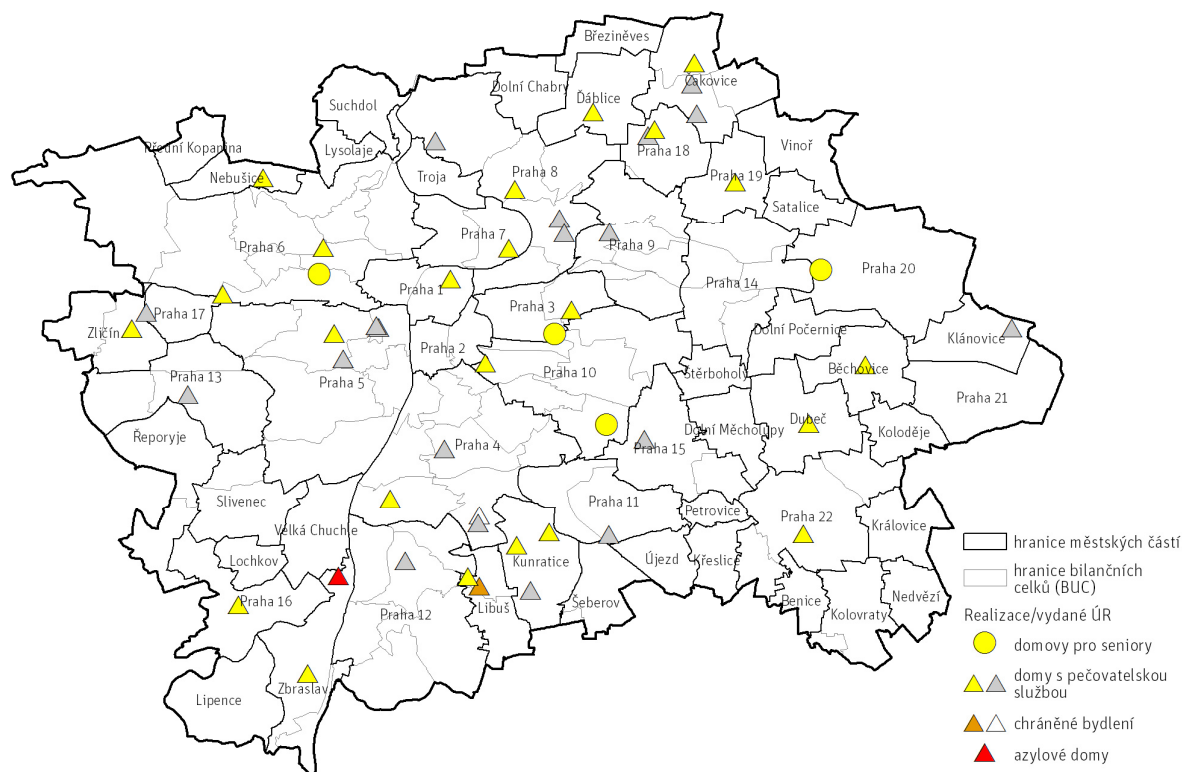 Březiněves
Čakovice
Dolní Chabry
Ďáblice
Suchdol
Přední Kopanina
Lysolaje
Praha 18
Vinoř
Nebušice
Troja
Praha 8
Praha 19
Satalice
Praha 6
Praha 7
Praha 9
Praha 20
Praha 1
Praha 14
Praha 3
Praha 17
Zličín
Dolní Počernice
Klánovice
Praha 2
Praha 10
Štěrboholy
Běchovice
Praha 13
Praha 5
Praha 21
Řeporyje
Dubeč
Dolní Měcholupy
Koloděje
Praha 4
Praha 15
Slivenec
Praha 11
Petrovice
Praha 22
Královice
Velká Chuchle
Lochkov
Kunratice
Újezd
Křeslice
Praha 16
Praha 12
Libuš
Šeberov
Benice
Kolovraty
Nedvězí
Lipence
Zbraslav
hranice městských částí
hranice bilančních
celků (BUC)
Realizace/vydané ÚR
domovy pro seniory
domy s pečovatelskou
službou
chráněné bydlení
azylové domy